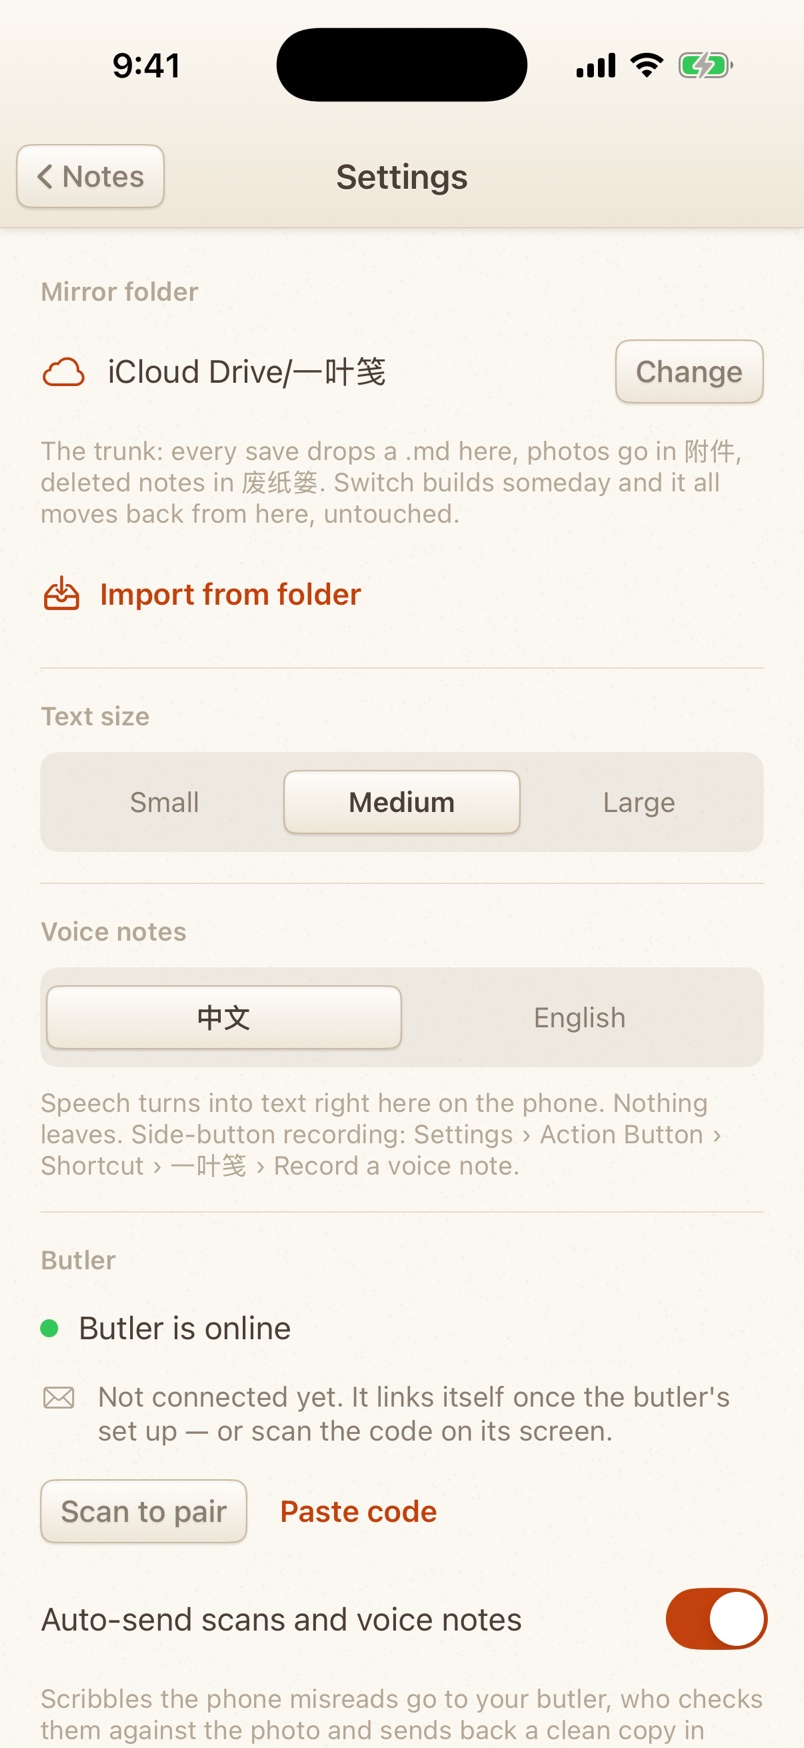 9:41
Notes
Settings
Mirror folder
iCloud Drive/一叶笺
Change
The trunk: every save drops a .md here, photos go in 附件,
deleted notes in 废纸篓. Switch builds someday and it all
moves back from here, untouched.
Import from folder
Text size
Small
Medium
Large
Voice notes
中文
English
Speech turns into text right here on the phone. Nothing
leaves. Side-button recording: Settings › Action Button ›
Shortcut › 一叶笺 › Record a voice note.
Butler
Butler is online
Not connected yet. It links itself once the butler's
set up — or scan the code on its screen.
Scan to pair
Paste code
Auto-send scans and voice notes
Scribbles the phone misreads go to your butler, who checks
them against the photo and sends back a clean copy in